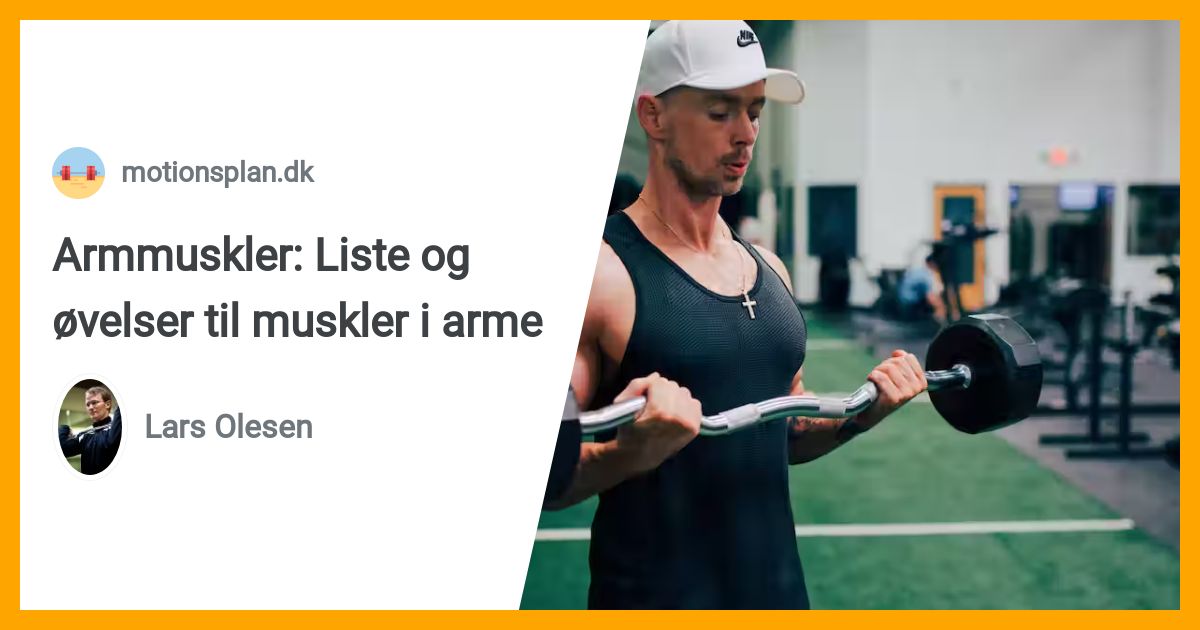 motionsplan.dk
Armmuskler: Liste og
øvelser til muskler i arme
Lars Olesen
NIKE